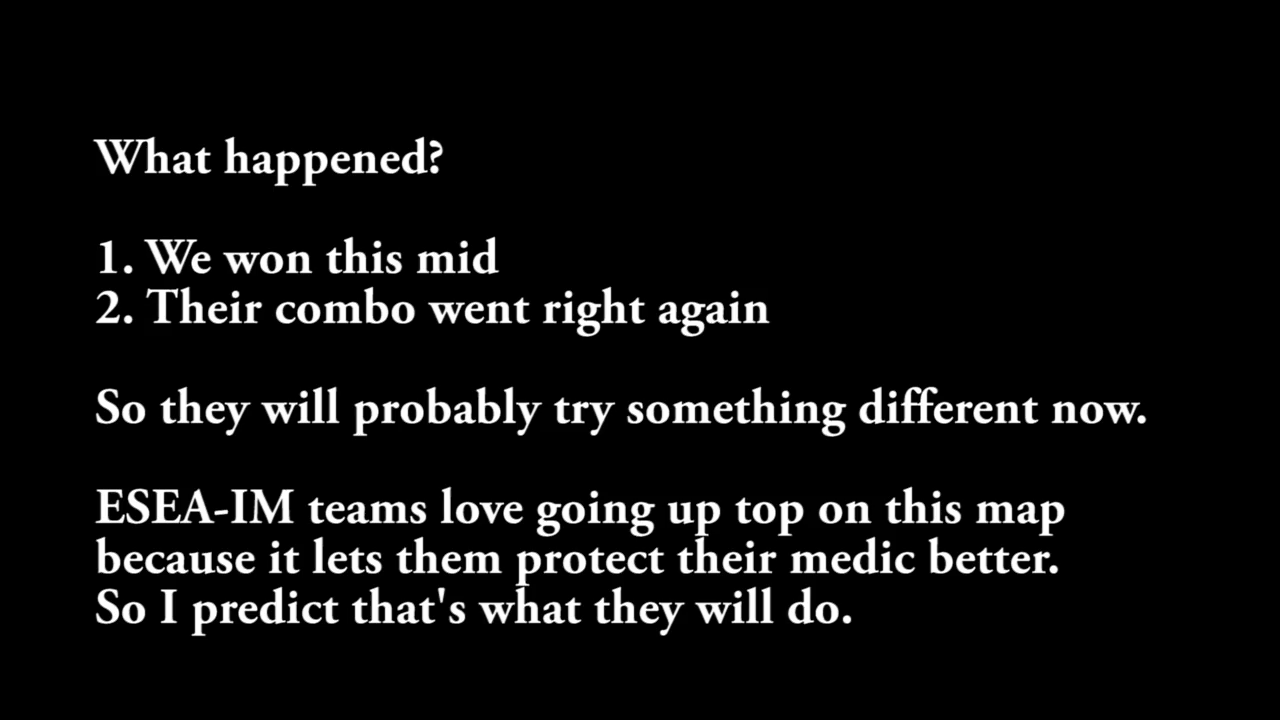 What happened?
1. We won this mid
2. Their combo went right again
So they will probably try something different now.
ESEA-IM teams love going up top on this map
because it lets them protect their medic better.
So I predict that's what they will do.